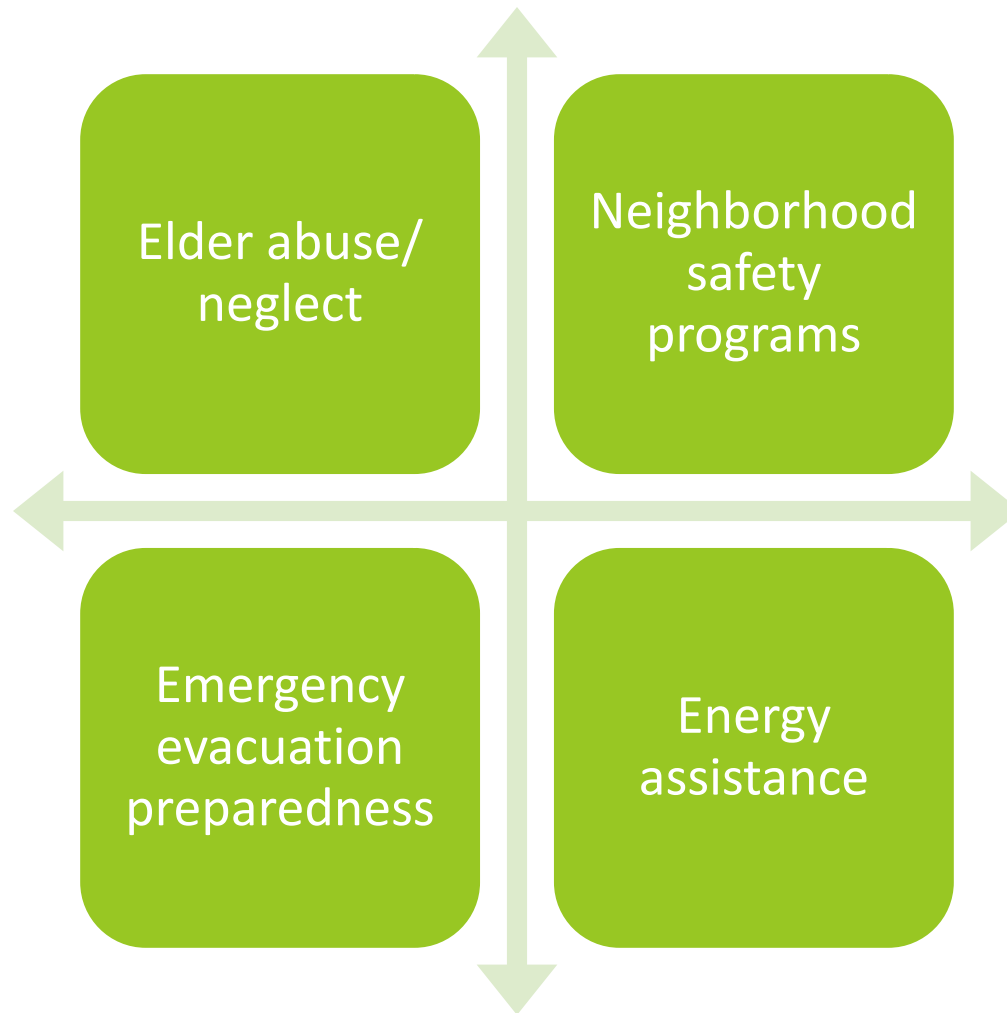 Elder abuse/
neglect
Neighborhood
safety
programs
Emergency
evacuation
preparedness
Energy
assistance